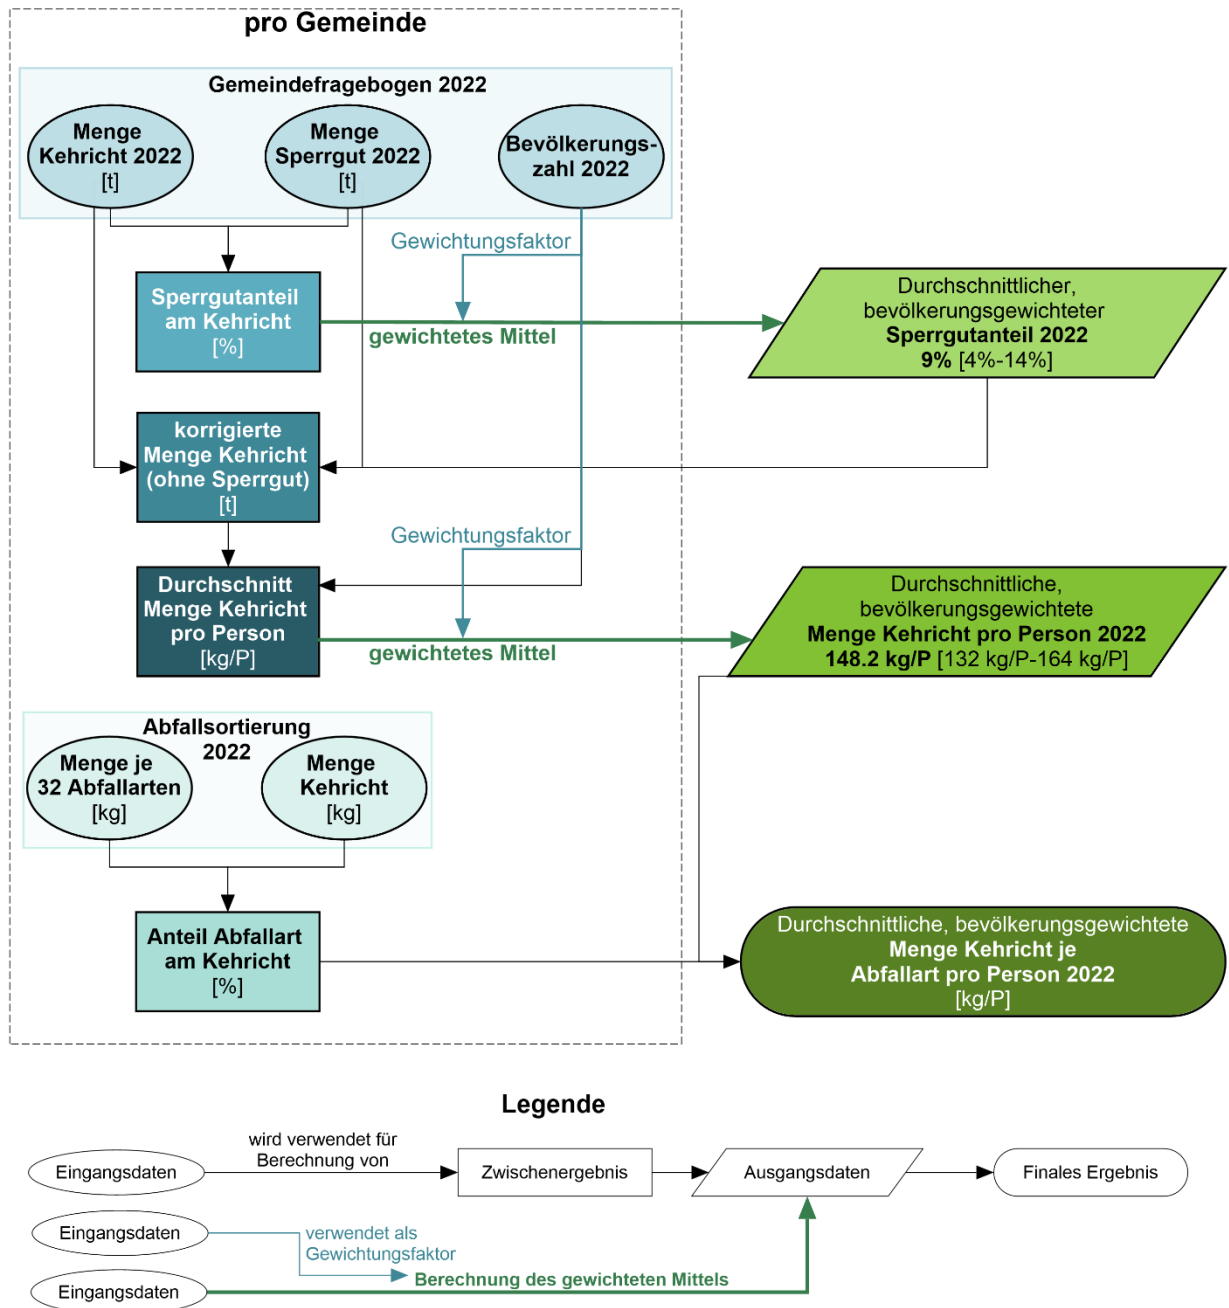 pro Gemeinde
Gemeindefragebogen 2022
Menge
Kehricht 2022
[t]
Menge
Sperrgut 2022
[t]
Bevölkerungs-
zahl 2022
Gewichtungsfaktor
Sperrgutanteil
am Kehricht
[%]
gewichtetes Mittel
Durchschnittlicher,
bevölkerungsgewichteter
Sperrgutanteil 2022
9% [4%-14%]
korrigierte
Menge Kehricht
(ohne Sperrgut)
[t]
Gewichtungsfaktor
Durchschnitt
Menge Kehricht
pro Person
[kg/P]
gewichtetes Mittel
Durchschnittliche,
bevölkerungsgewichtete
Menge Kehricht pro Person 2022
148.2 kg/P [132 kg/P-164 kg/P]
Abfallsortierung
2022
Menge je
32 Abfallarten
[kg]
Menge
Kehricht
[kg]
Anteil Abfallart
am Kehricht
[%]
Durchschnittliche, bevölkerungsgewichtete
Menge Kehricht je
Abfallart pro Person 2022
[kg/P]
Legende
Eingangsdaten
wird verwendet für
Berechnung von
Zwischenergebnis
Ausgangsdaten
Finales Ergebnis
Eingangsdaten
verwendet als
Gewichtungsfaktor
Eingangsdaten
Berechnung des gewichteten Mittels